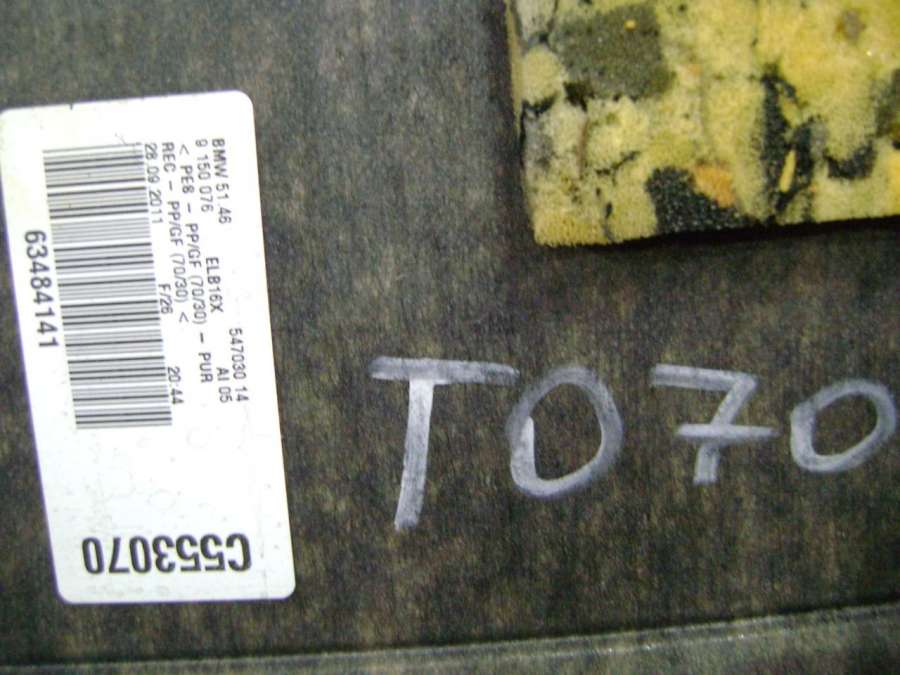 BMW 51.46 ELB16X 547030 14
9 150 076 AI 05
< PE8 - PP/GF (70/30) - PUR
REC - PP/GF (70/30) <
28.09.2011 F/26 20:44
63484141
C553070
T070